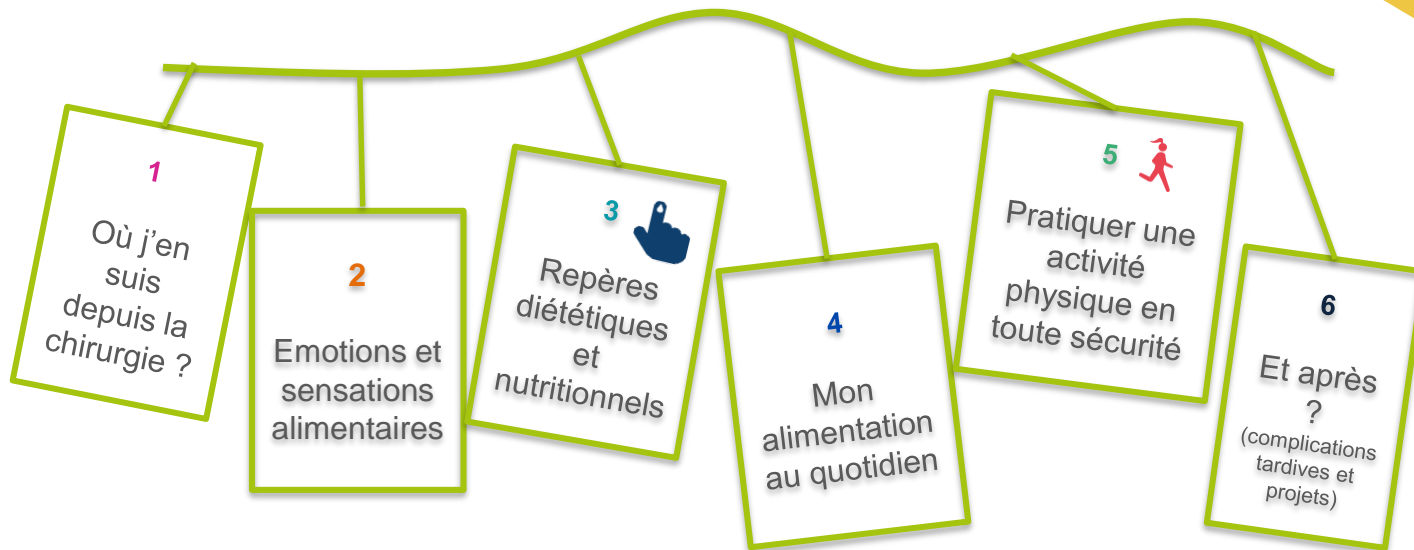 1
Où j'en
suis
depuis la
chirurgie ?
2
Emotions et
sensations
alimentaires
3
Repères
diététiques
et
nutritionnels
4
Mon
alimentation
au quotidien
5
Pratiquer une
activité
physique en
toute sécurité
6
Et après
?
(complications
tardives et
projets)